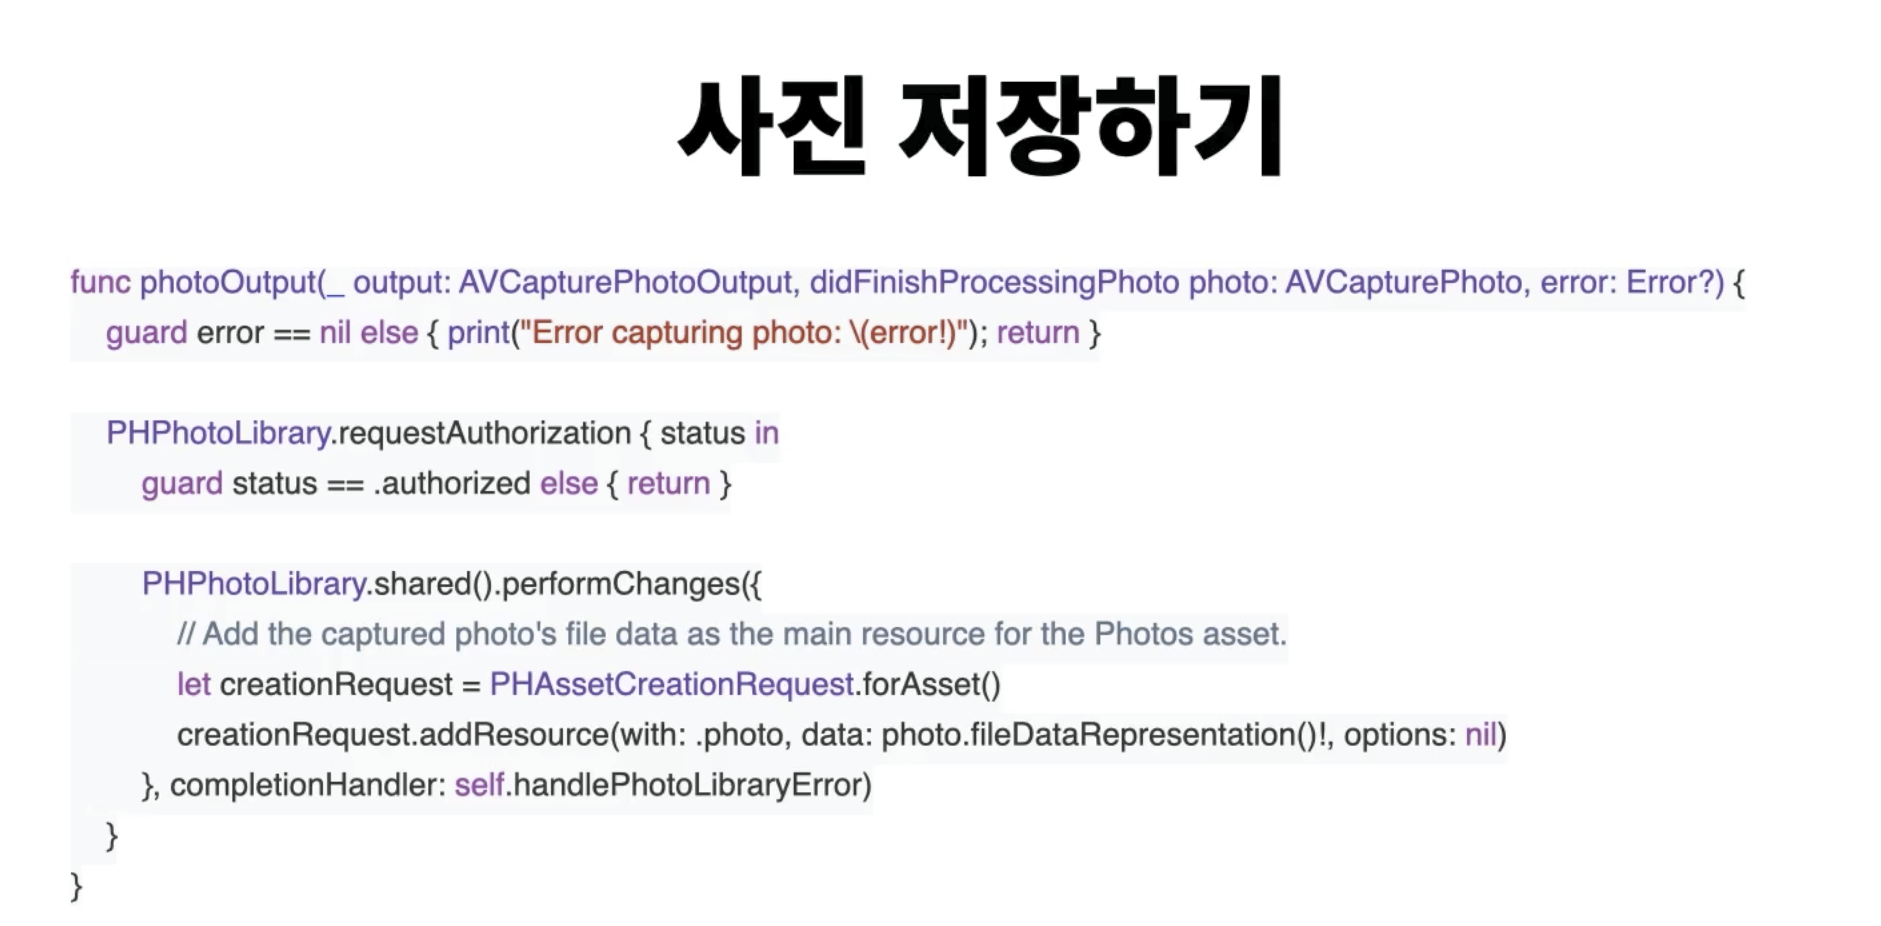 사진 저장하기
func photoOutput(_ output: AVCapturePhotoOutput, didFinishProcessingPhoto photo: AVCapturePhoto, error: Error?) {
guard error == nil else { print("Error capturing photo: \(error!)"); return }
PHPhotoLibrary.requestAuthorization { status in
guard status == .authorized else { return }
PHPhotoLibrary.shared().performChanges({
// Add the captured photo's file data as the main resource for the Photos asset.
let creationRequest = PHAssetCreationRequest.forAsset()
creationRequest.addResource(with: .photo, data: photo.fileDataRepresentation()!, options: nil)
}, completionHandler: self.handlePhotoLibraryError)
}
}